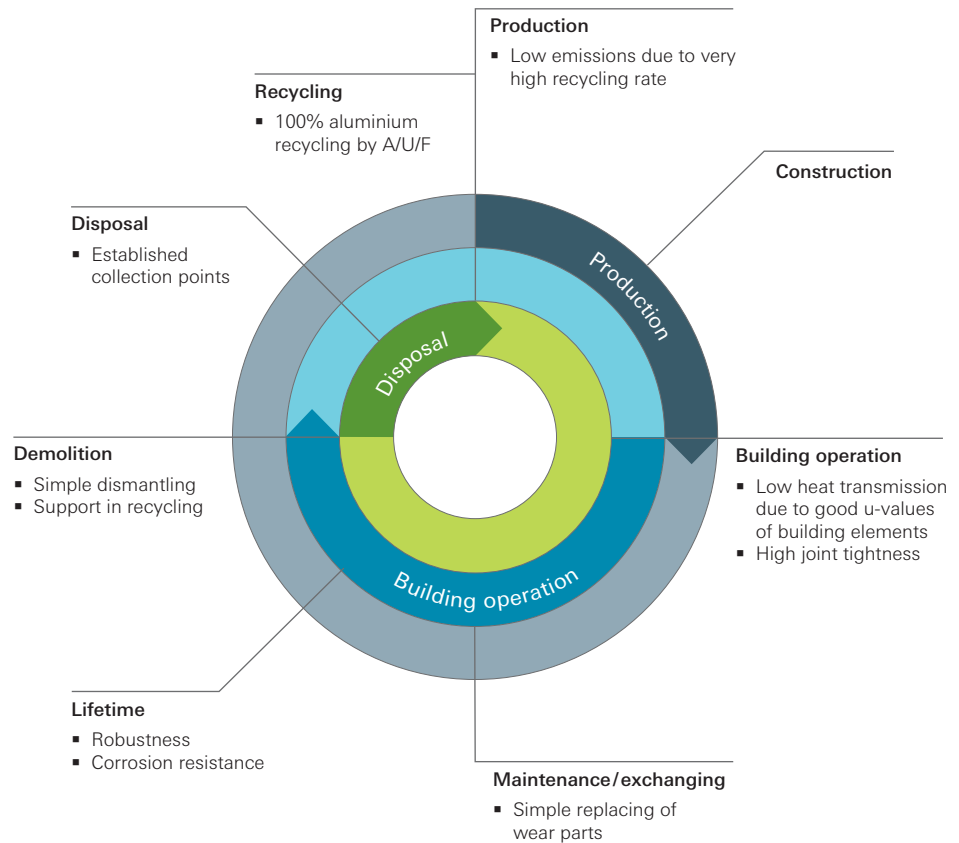 Production
▪ Low emissions due to very
high recycling rate
Recycling
▪ 100% aluminium
recycling by A/U/F
Construction
Disposal
▪ Established
collection points
Production
Disposal
Demolition
▪ Simple dismantling
▪ Support in recycling
Building operation
▪ Low heat transmission
due to good u-values
of building elements
▪ High joint tightness
Building operation
Lifetime
▪ Robustness
▪ Corrosion resistance
Maintenance/exchanging
▪ Simple replacing of
wear parts